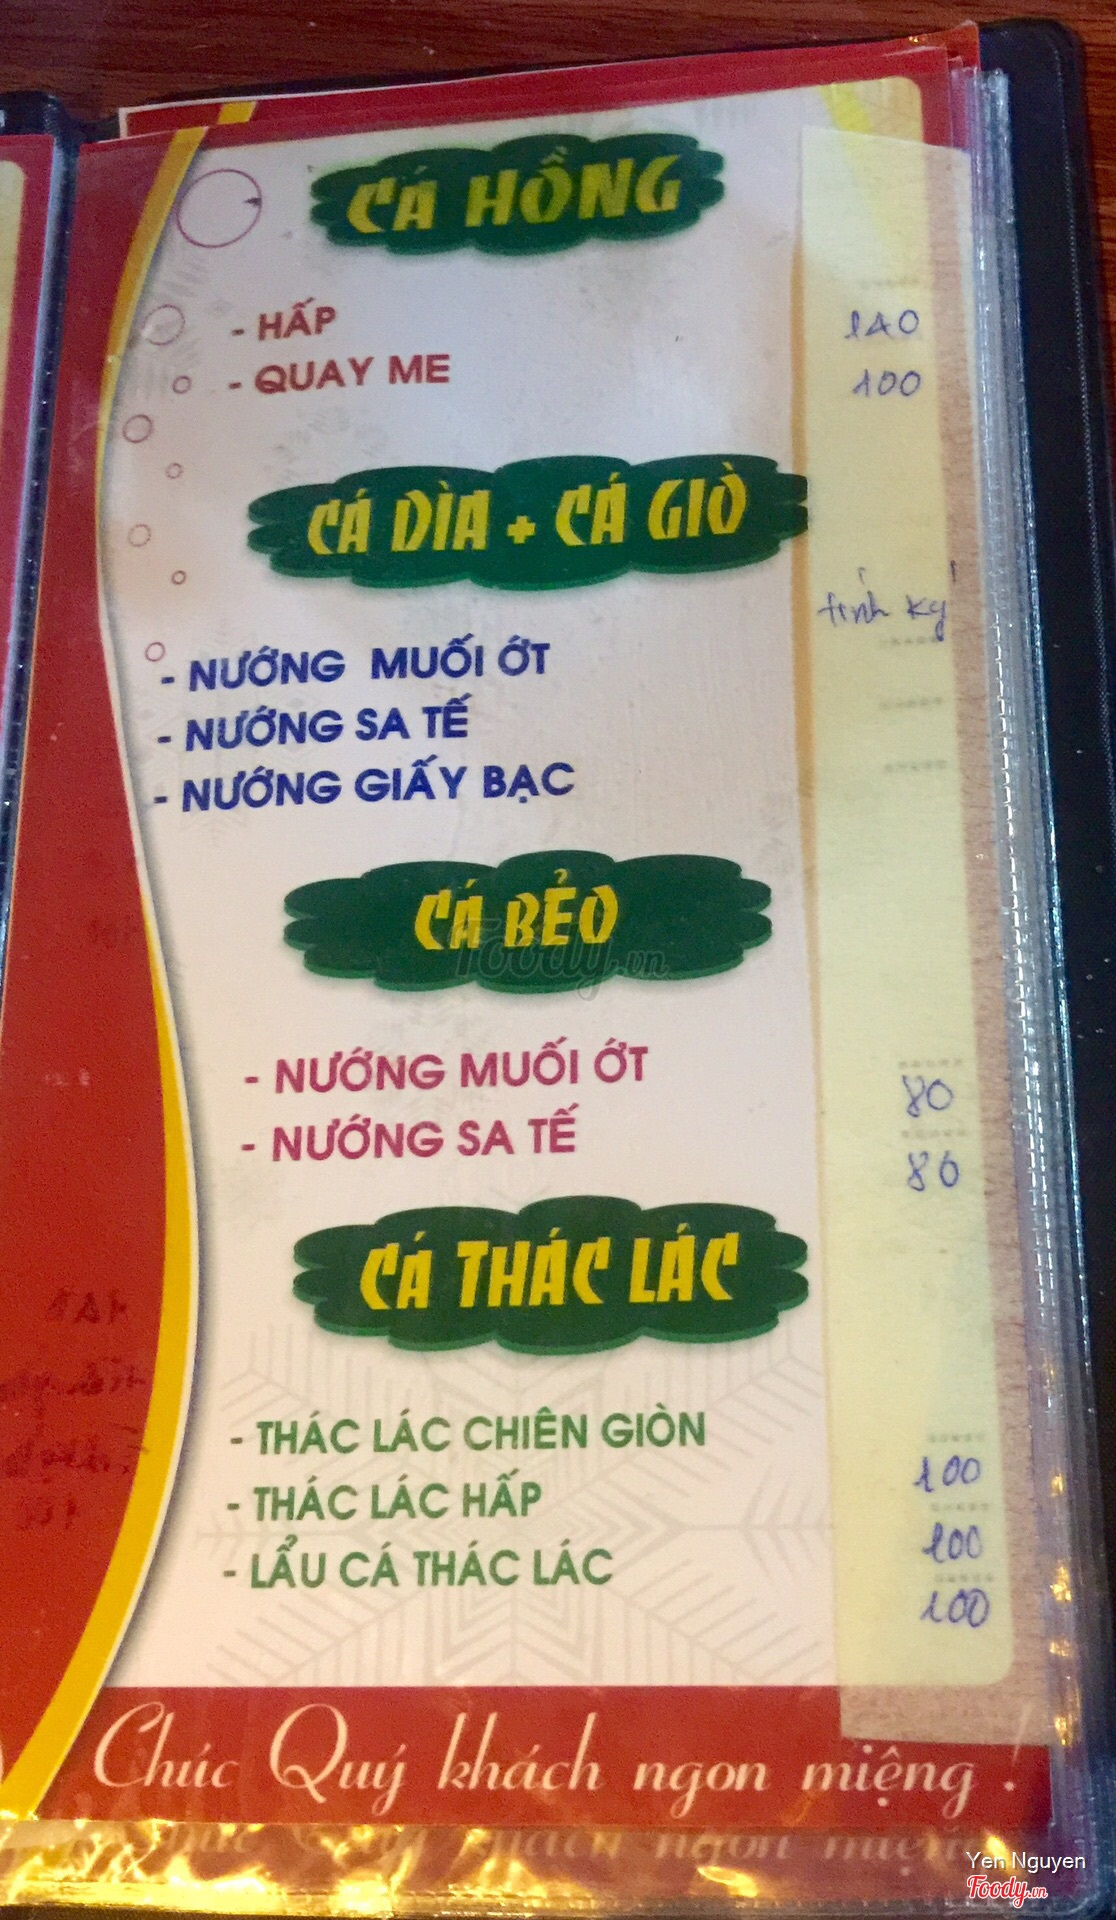 CÁ HỒNG
- HẤP 140
- QUAY ME 100
CÁ DÌA + CÁ GIÒ
tính ký
- NƯỚNG MUỐI ỚT
- NƯỚNG SA TẾ
- NƯỚNG GIẤY BẠC
CÁ BẺO
Foody.vn
- NƯỚNG MUỐI ỚT 80
- NƯỚNG SA TẾ 80
CÁ THÁC LÁC
- THÁC LÁC CHIÊN GIÒN 100
- THÁC LÁC HẤP 100
- LẨU CÁ THÁC LÁC 100
Chúc Quý khách ngon miệng !
Yen Nguyen
Foody.vn